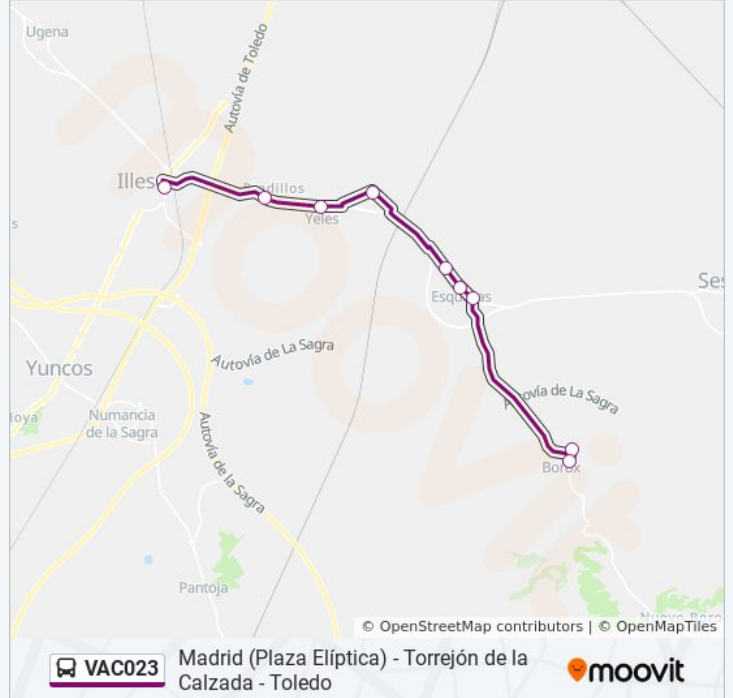 Ugena
Autovía de Toledo
Illes
Yeles
Ses
Autovía de La Sagra
Yuncos
Autovía de La Sagra
loya
Numancia
de la Sagra
Autovía de la Sagra
Borox
Pantoja
© OpenStreetMap contributors | © OpenMapTiles
VAC023
Madrid (Plaza Elíptica) - Torrejón de la
Calzada - Toledo
moovit